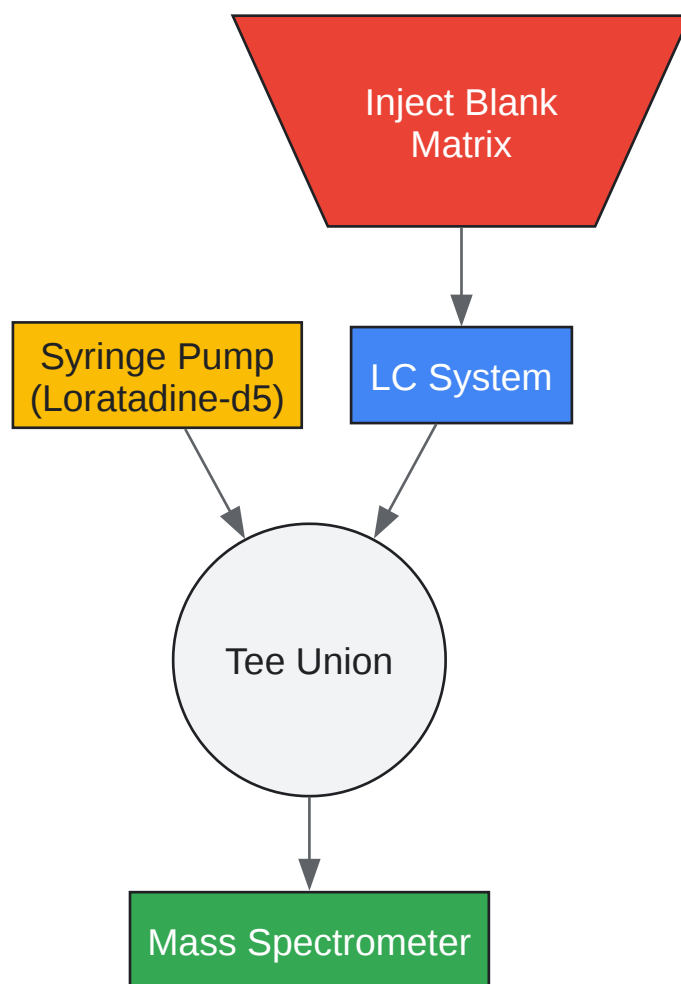 Inject Blank
Matrix
Syringe Pump
(Loratadine-d5)
LC System
Tee Union
Mass Spectrometer